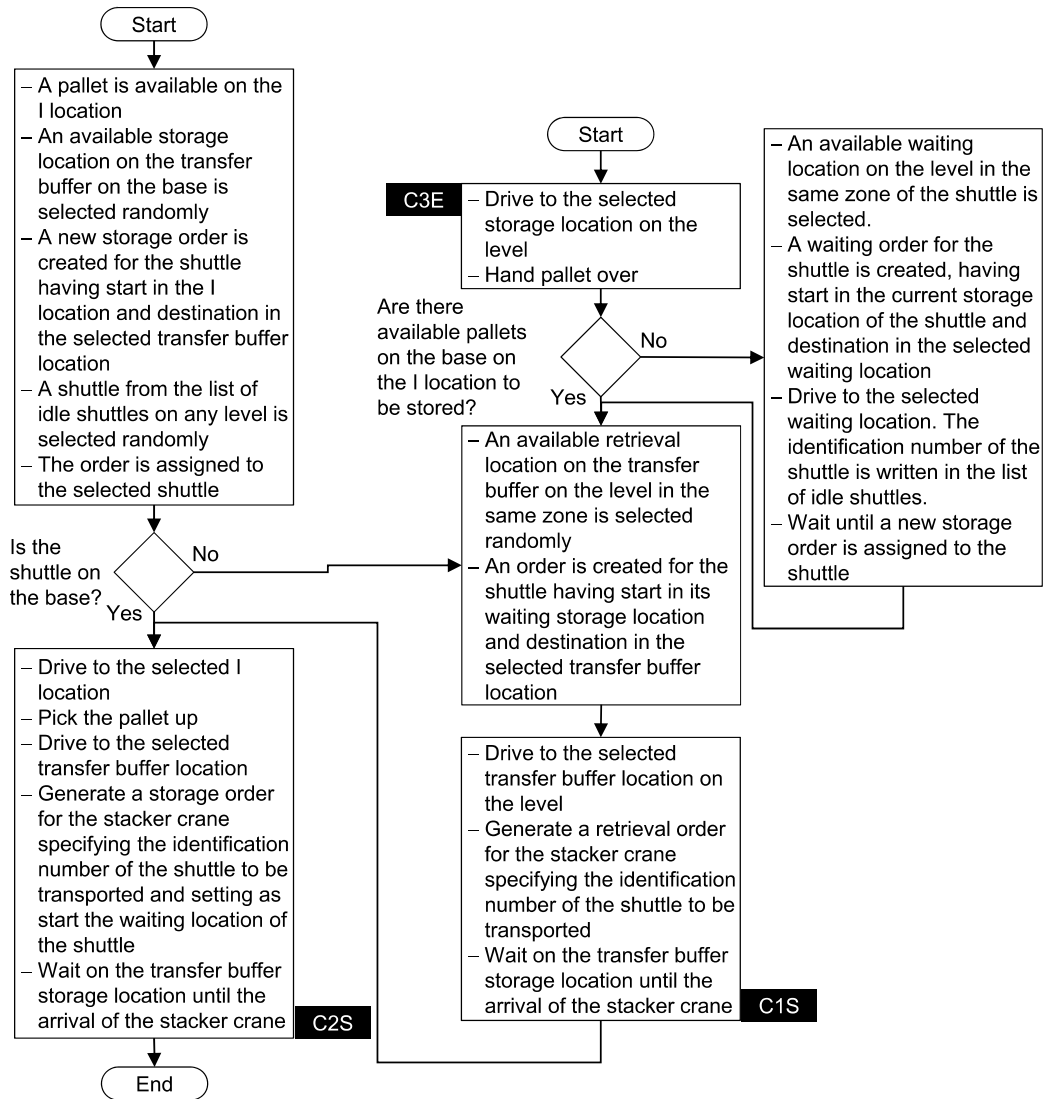 Start
– A pallet is available on the
I location
– An available storage
location on the transfer
buffer on the base is
selected randomly
– A new storage order is
created for the shuttle
having start in the I
location and destination in
the selected transfer buffer
location
– A shuttle from the list of
idle shuttles on any level is
selected randomly
– The order is assigned to
the selected shuttle
Is the
shuttle on
the base?
No
Yes
– Drive to the selected I
location
– Pick the pallet up
– Drive to the selected
transfer buffer location
– Generate a storage order
for the stacker crane
specifying the identification
number of the shuttle to be
transported and setting as
start the waiting location of
the shuttle
– Wait on the transfer buffer
storage location until the
arrival of the stacker crane
C2S
End
Start
C3E
– Drive to the selected
storage location on the
level
– Hand pallet over
Are there
available pallets
on the base on
the I location to
be stored?
No
Yes
– An available retrieval
location on the transfer
buffer on the level in the
same zone is selected
randomly
– An order is created for the
shuttle having start in its
waiting storage location
and destination in the
selected transfer buffer
location
– Drive to the selected
transfer buffer location on
the level
– Generate a retrieval order
for the stacker crane
specifying the identification
number of the shuttle to be
transported
– Wait on the transfer buffer
storage location until the
arrival of the stacker crane
C1S
– An available waiting
location on the level in the
same zone of the shuttle is
selected.
– A waiting order for the
shuttle is created, having
start in the current storage
location of the shuttle and
destination in the selected
waiting location
– Drive to the selected
waiting location. The
identification number of the
shuttle is written in the list
of idle shuttles.
– Wait until a new storage
order is assigned to the
shuttle